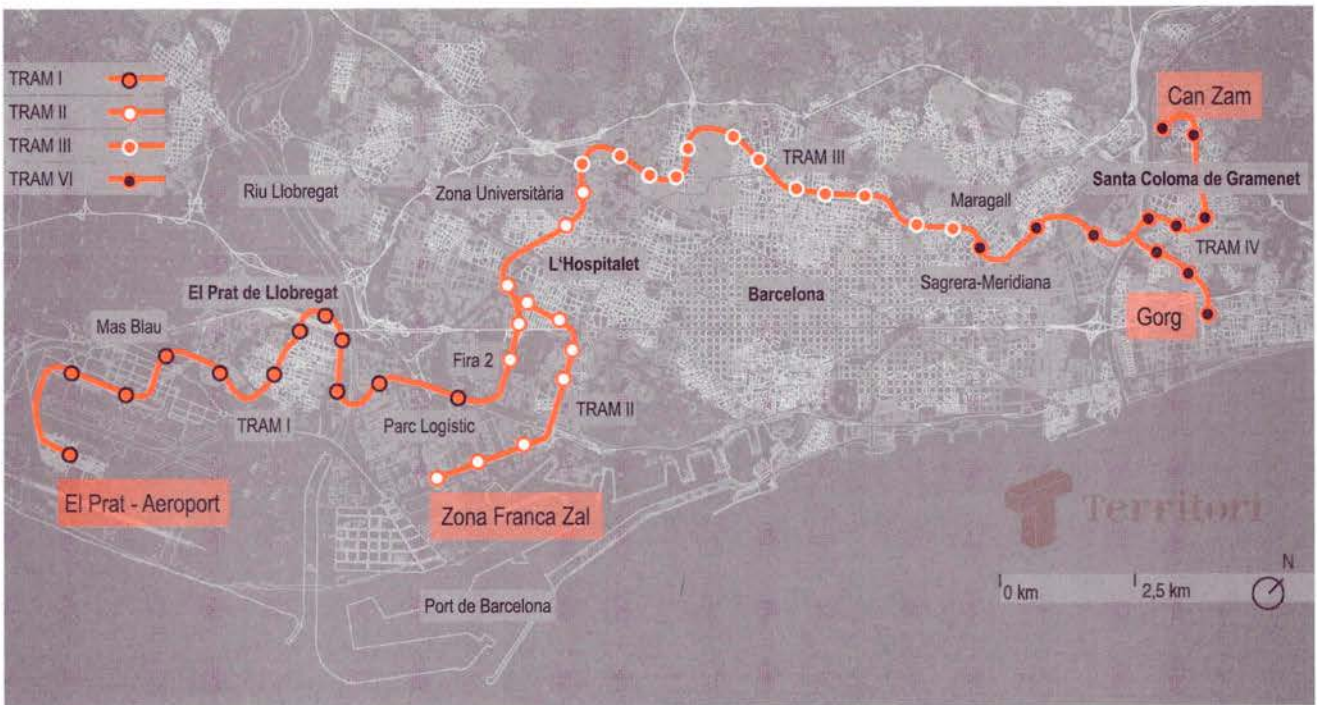 TRAM I
TRAM II
TRAM III
TRAM VI
Can Zam
TRAM III
Riu Llobregat
Zona Universitària
Maragall
Santa Coloma de Gramenet
TRAM IV
L'Hospitalet
Sagrera-Meridiana
El Prat de Llobregat
Barcelona
Mas Blau
Gorg
Fira 2
TRAM II
TRAM I
Parc Logístic
El Prat - Aeroport
Zona Franca Zal
Territori
N
0 km
2,5 km
Port de Barcelona